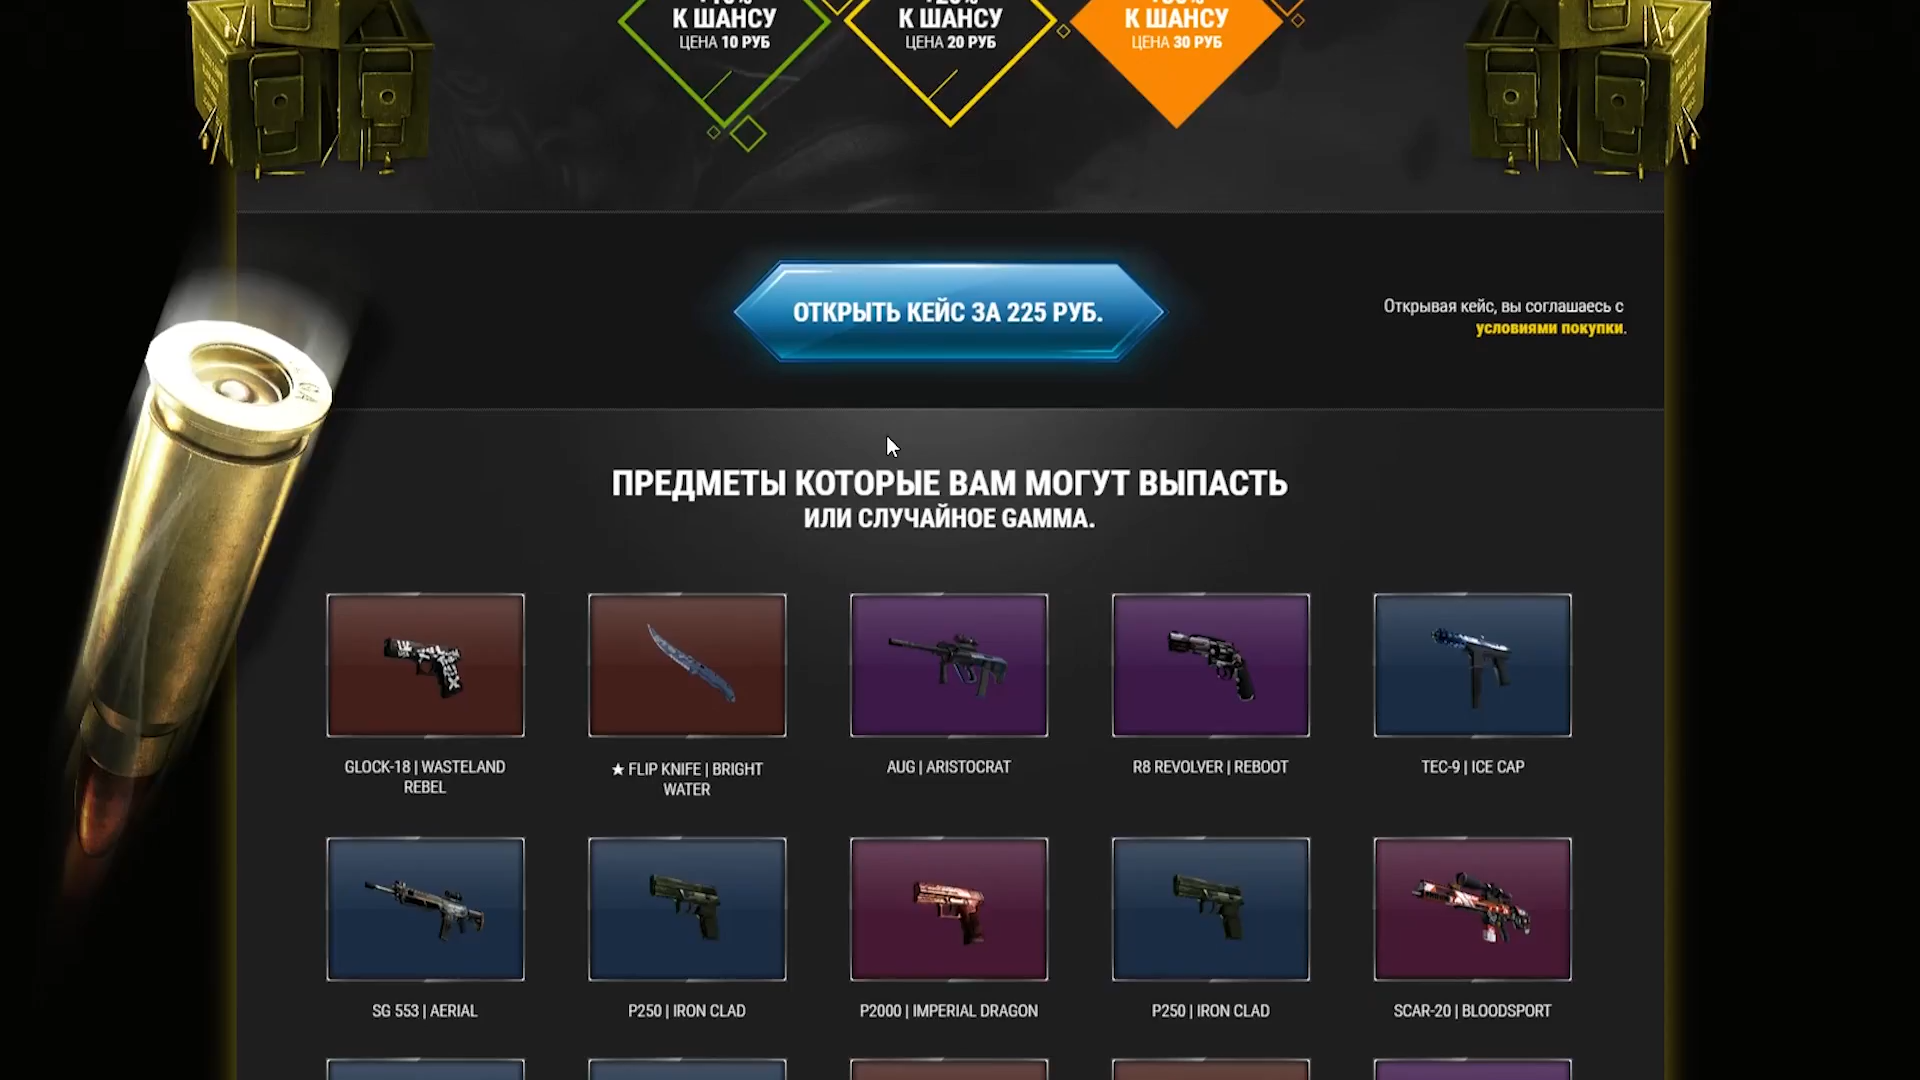 К ШАНСУ
ЦЕНА 10 РУБ
К ШАНСУ
ЦЕНА 20 РУБ
К ШАНСУ
ЦЕНА 30 РУБ
ОТКРЫТЬ КЕЙС ЗА 225 РУБ.
Открывая кейс, вы соглашаесь с
условиями покупки.
ПРЕДМЕТЫ КОТОРЫЕ ВАМ МОГУТ ВЫПАСТЬ
ИЛИ СЛУЧАЙНОЕ GAMMA.
GLOCK-18 | WASTELAND
REBEL
★ FLIP KNIFE | BRIGHT
WATER
AUG | ARISTOCRAT
R8 REVOLVER | REBOOT
TEC-9 | ICE CAP
SG 553 | AERIAL
P250 | IRON CLAD
P2000 | IMPERIAL DRAGON
P250 | IRON CLAD
SCAR-20 | BLOODSPORT